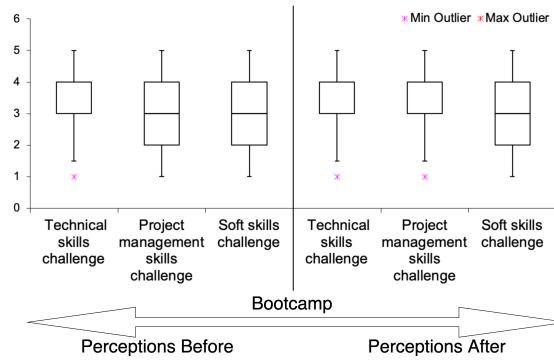 × Min Outlier × Max Outlier
6
5
4
3
2
1
0
Technical
skills
challenge
Project
management
skills
challenge
Soft skills
challenge
Technical
skills
challenge
Project
management
skills
challenge
Soft skills
challenge
Bootcamp
Perceptions Before
Perceptions After